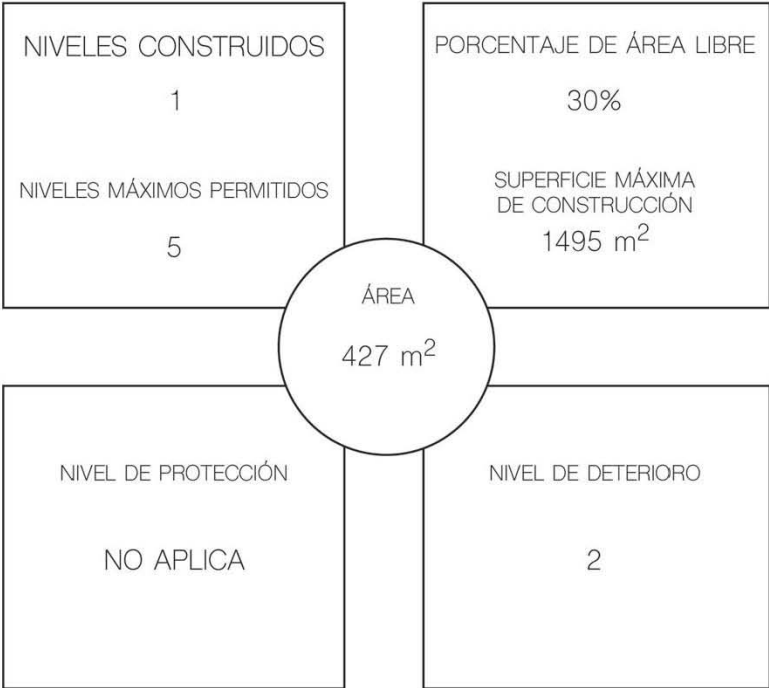 NIVELES CONSTRUIDOS
1
NIVELES MÁXIMOS PERMITIDOS
5
PORCENTAJE DE ÁREA LIBRE
30%
SUPERFICIE MÁXIMA
DE CONSTRUCCIÓN
1495 m²
ÁREA
427 m²
NIVEL DE PROTECCIÓN
NO APLICA
NIVEL DE DETERIORO
2